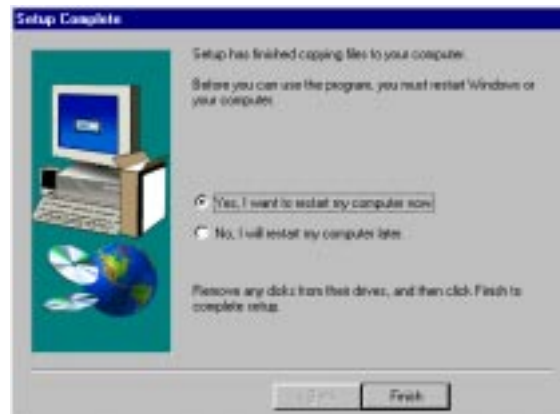 Setup Complete
Setup has finished copying files to your computer.
Before you can use the program, you must restart Windows or
your computer.
Yes, I want to restart my computer now.
No, I will restart my computer later.
Remove any disks from their drives, and then click Finish to
complete setup.
Finish